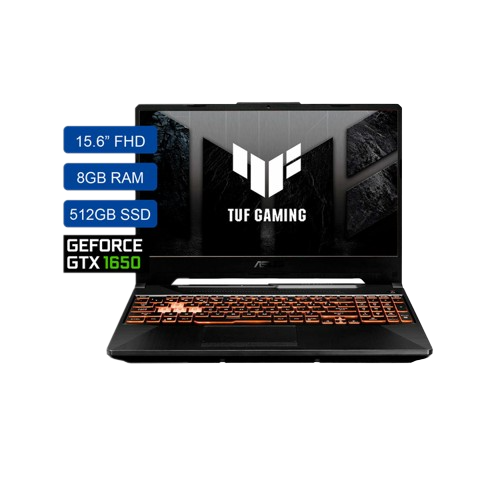 15.6” FHD
8GB RAM
512GB SSD
GEFORCE
GTX 1650
TUF GAMING